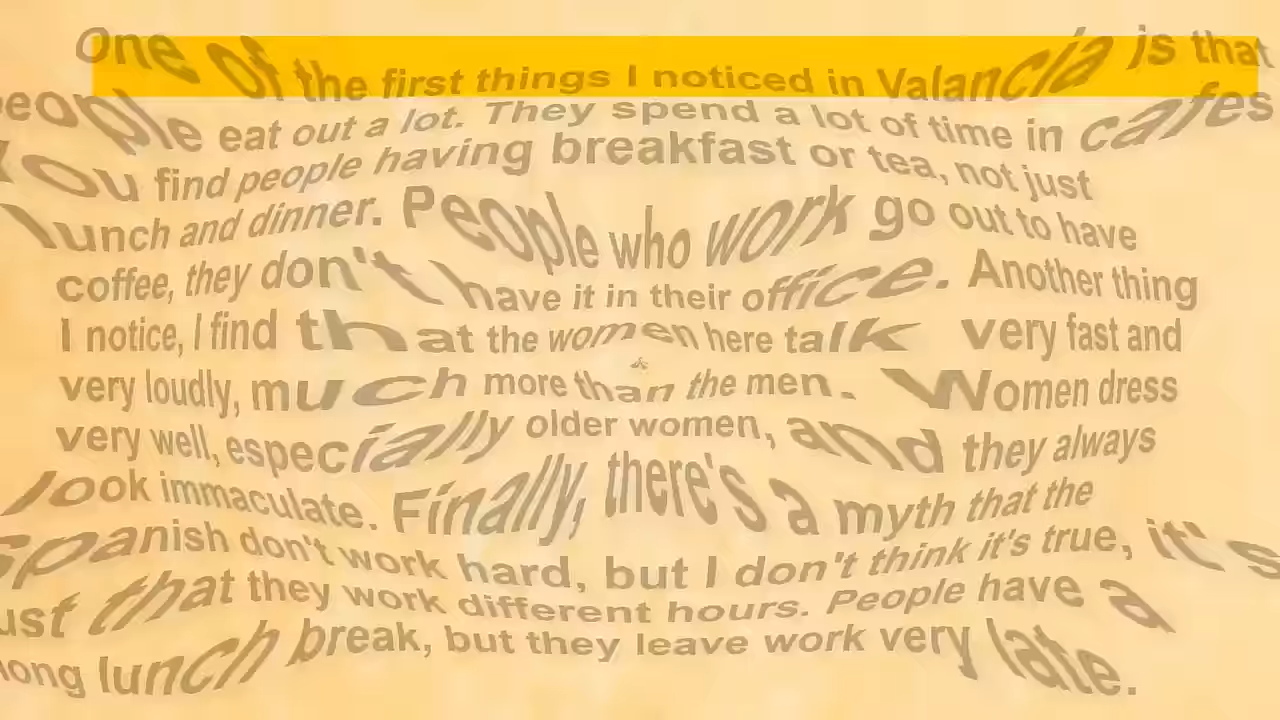 One of the first things I noticed in Valancia is that
people eat out a lot. They spend a lot of time in cafes
You find people having breakfast or tea, not just
lunch and dinner. People who work go out to have
coffee, they don't have it in their office. Another thing
I notice, I find that the women here talk very fast and
very loudly, much more than the men. Women dress
very well, especially older women, and they always
look immaculate. Finally, there's a myth that the
Spanish don't work hard, but I don't think it's true, it's
just that they work different hours. People have a
long lunch break, but they leave work very late.